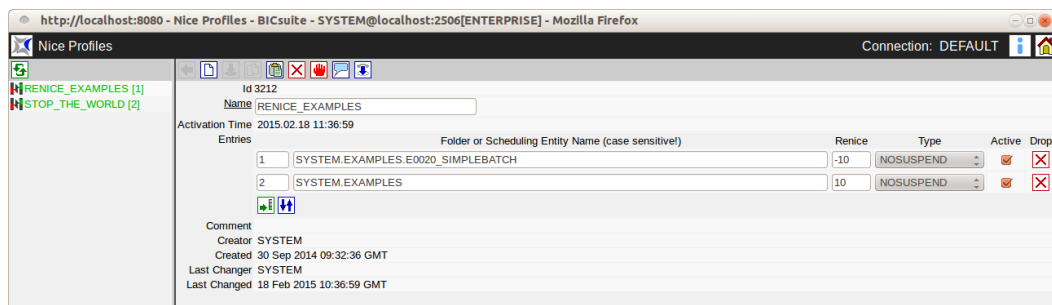 http://localhost:8080 - Nice Profiles - BICsuite - SYSTEM@localhost:2506[ENTERPRISE] - Mozilla Firefox
Nice Profiles Connection: DEFAULT
RENICE_EXAMPLES [1]
STOP_THE_WORLD [2]
Id 3212
Name RENICE_EXAMPLES
Activation Time 2015.02.18 11:36:59
Entries Folder or Scheduling Entity Name (case sensitive!) Renice Type Active Drop
1 SYSTEM.EXAMPLES.E0020_SIMPLEBATCH -10 NOSUSPEND
2 SYSTEM.EXAMPLES 10 NOSUSPEND
Comment
Creator SYSTEM
Created 30 Sep 2014 09:32:36 GMT
Last Changer SYSTEM
Last Changed 18 Feb 2015 10:36:59 GMT